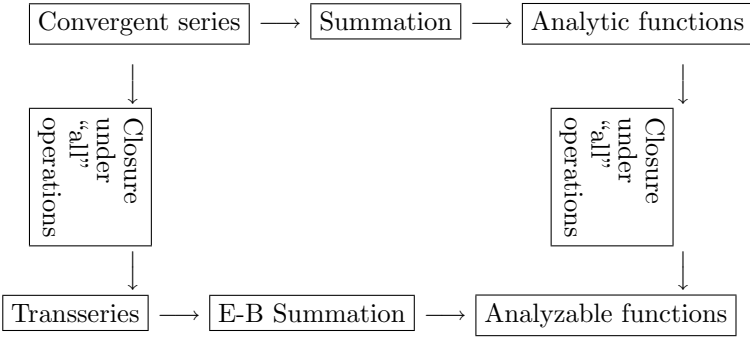 Convergent series
Summation
Analytic functions
Closure
under
“all”
operations
Closure
under
“all”
operations
Transseries
E-B Summation
Analyzable functions